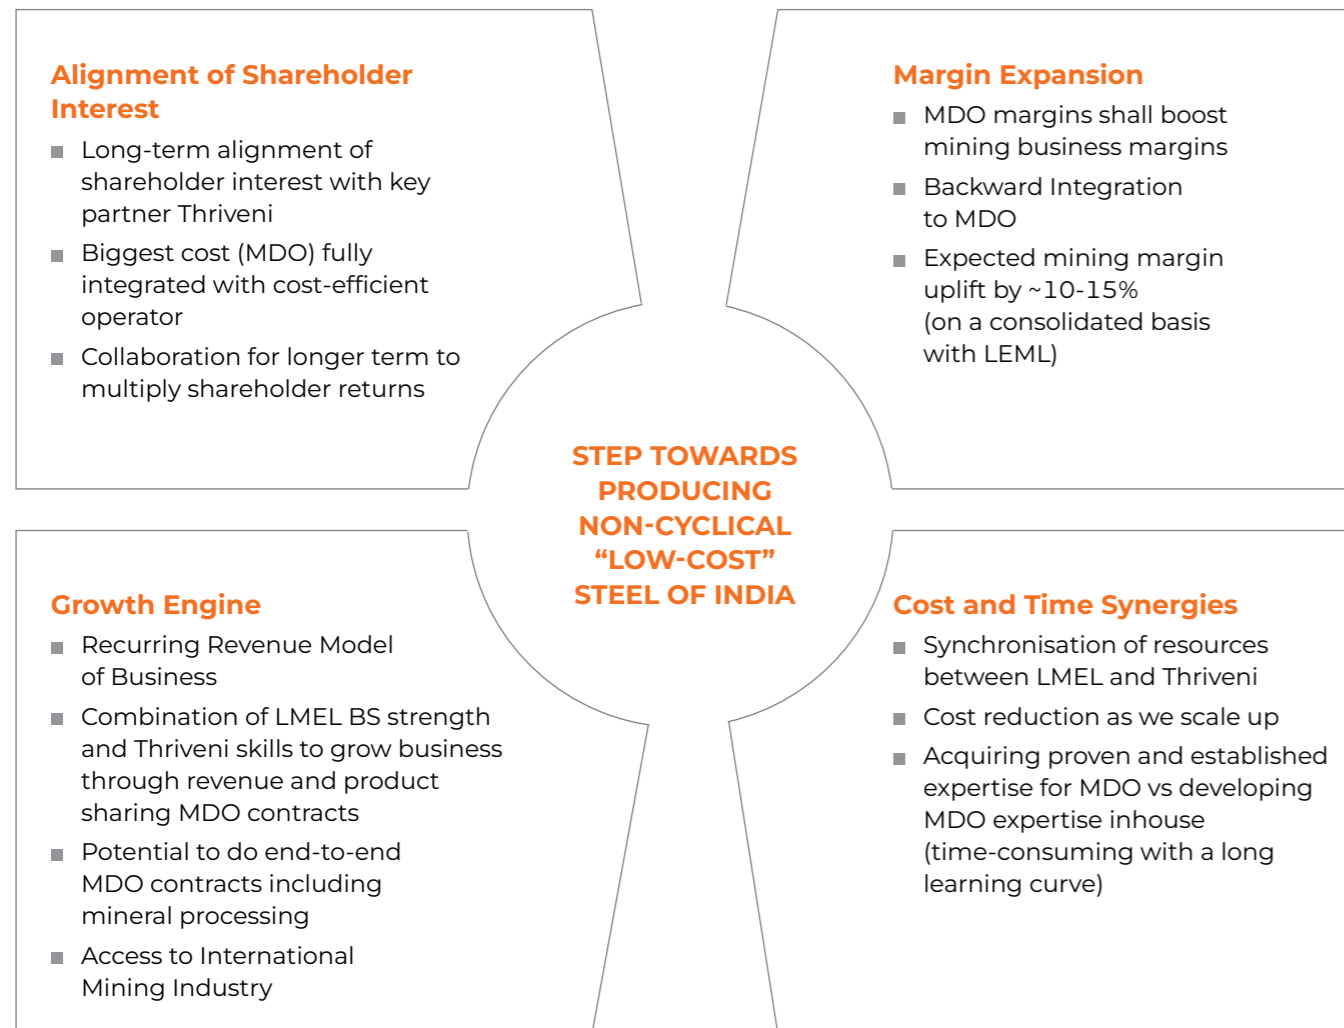 Alignment of Shareholder
Interest
Long-term alignment of
shareholder interest with key
partner Thriveni
Biggest cost (MDO) fully
integrated with cost-efficient
operator
Collaboration for longer term to
multiply shareholder returns
Margin Expansion
MDO margins shall boost
mining business margins
Backward Integration
to MDO
Expected mining margin
uplift by ~10-15%
(on a consolidated basis
with LEML)
STEP TOWARDS
PRODUCING
NON-CYCLICAL
“LOW-COST”
STEEL OF INDIA
Growth Engine
Recurring Revenue Model
of Business
Combination of LMEL BS strength
and Thriveni skills to grow business
through revenue and product
sharing MDO contracts
Potential to do end-to-end
MDO contracts including
mineral processing
Access to International
Mining Industry
Cost and Time Synergies
Synchronisation of resources
between LMEL and Thriveni
Cost reduction as we scale up
Acquiring proven and established
expertise for MDO vs developing
MDO expertise inhouse
(time-consuming with a long
learning curve)